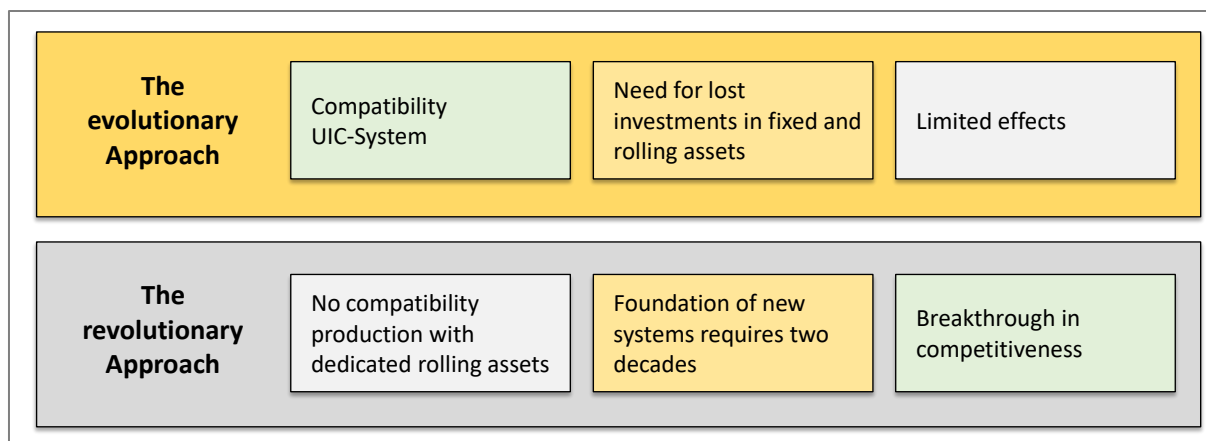 The
evolutionary
Approach
Compatibility
UIC-System
Need for lost
investments in fixed and
rolling assets
Limited effects
The
revolutionary
Approach
No compatibility
production with
dedicated rolling assets
Foundation of new
systems requires two
decades
Breakthrough in
competitiveness